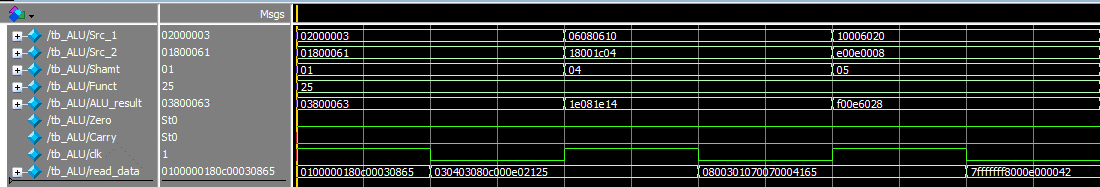 Msgs
/tb_ALU/Src_1 02000003 02000003 06080610 10006020
/tb_ALU/Src_2 01800061 01800061 18001c04 e00e0008
/tb_ALU/Shamt 01 01 04 05
/tb_ALU/Funct 25 25
/tb_ALU/ALU_result 03800063 03800063 1e081e14 f00e6028
/tb_ALU/Zero St0
/tb_ALU/Carry St0
/tb_ALU/clk 1
/tb_ALU/read_data 0100000180c00030865 0100000180c00030865 030403080c000e02125 0800301070070004165 7fffffff8000e000042